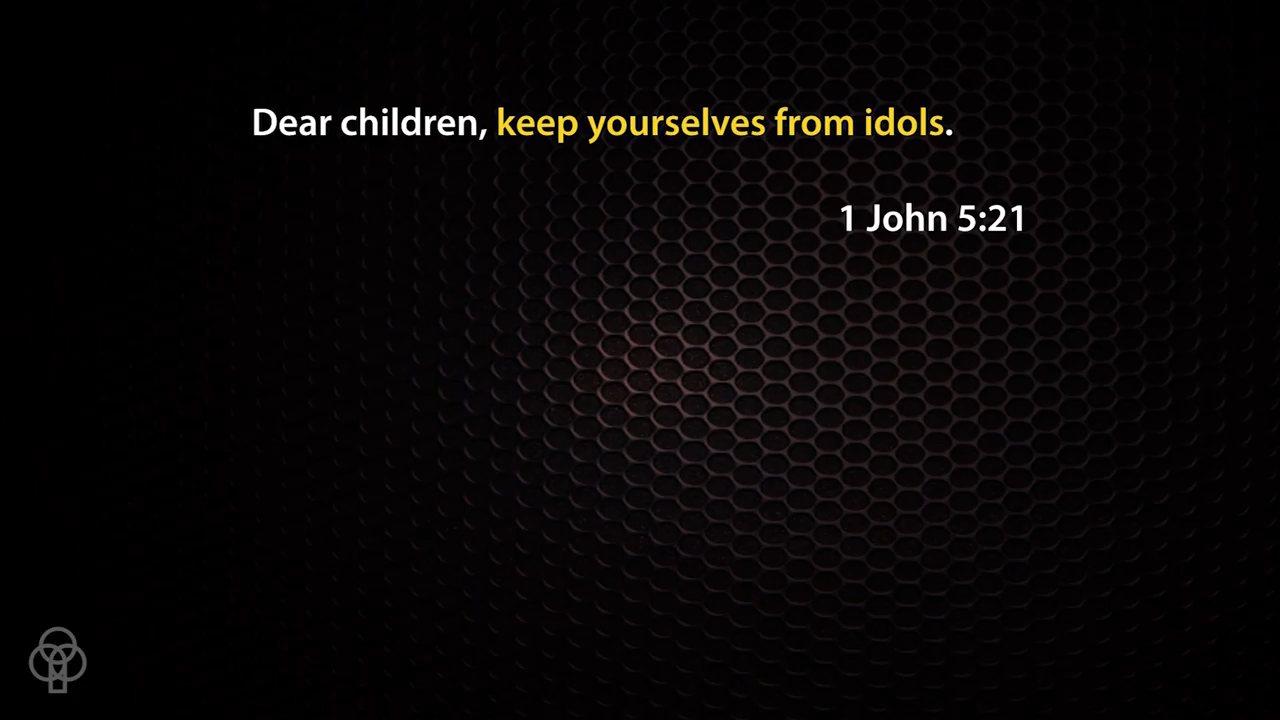 Dear children, keep yourselves from idols.
1 John 5:21